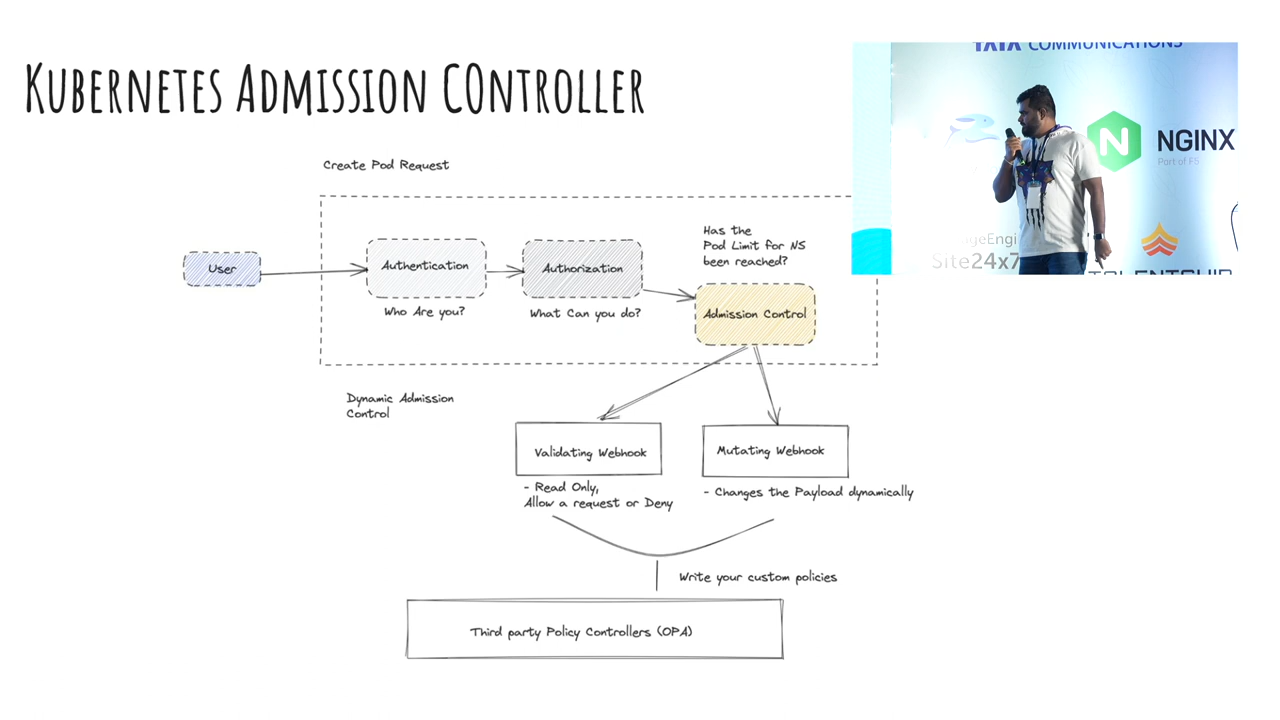 KUBERNETES ADMISSION CONTROLLER
TATA COMMUNICATIONS
NGINX
Part of F5
Site24x7
Create Pod Request
Has the
Pod Limit for NS
been reached?
User
Authentication
Authorization
Admission Control
Who Are you?
What Can you do?
Dynamic Admission
Control
Validating Webhook
Mutating Webhook
- Read Only,
Allow a request or Deny
- Changes the Payload dynamically
Write your custom policies
Third party Policy Controllers (OPA)